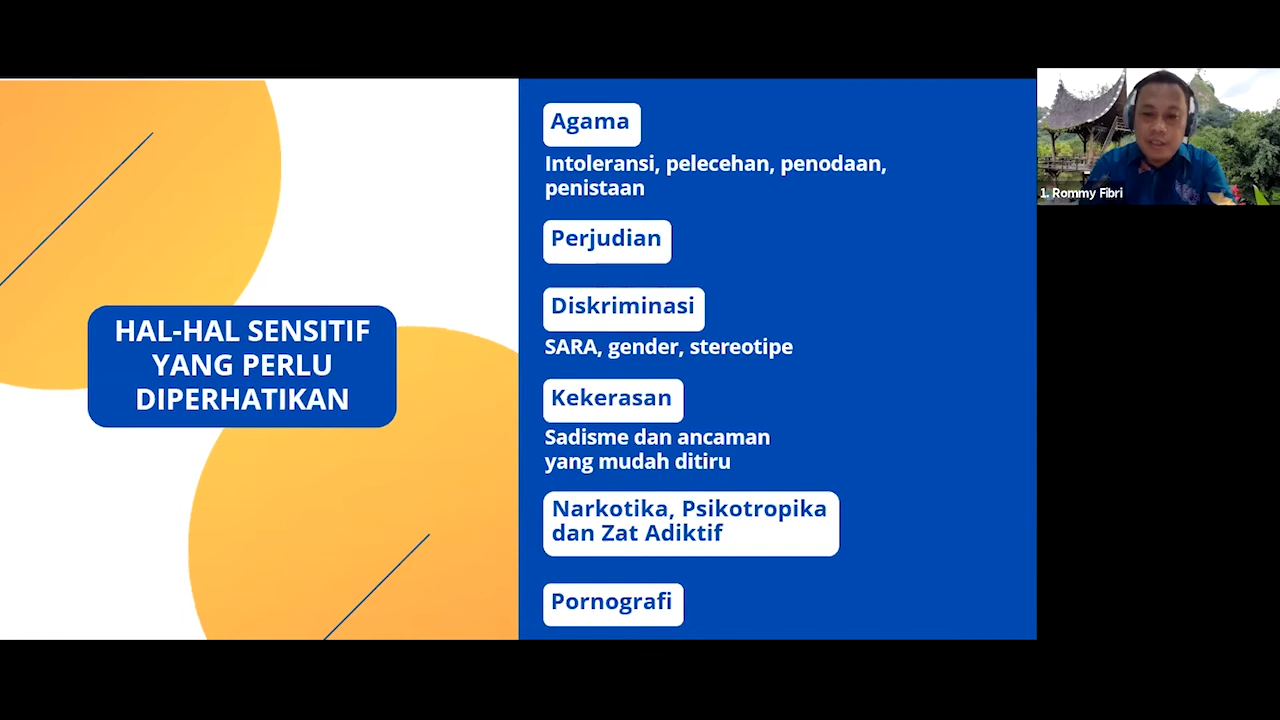 HAL-HAL SENSITIF
YANG PERLU
DIPERHATIKAN
Agama
Intoleransi, pelecehan, penodaan,
penistaan
Perjudian
Diskriminasi
SARA, gender, stereotipe
Kekerasan
Sadisme dan ancaman
yang mudah ditiru
Narkotika, Psikotropika
dan Zat Adiktif
Pornografi
1. Rommy Fibri